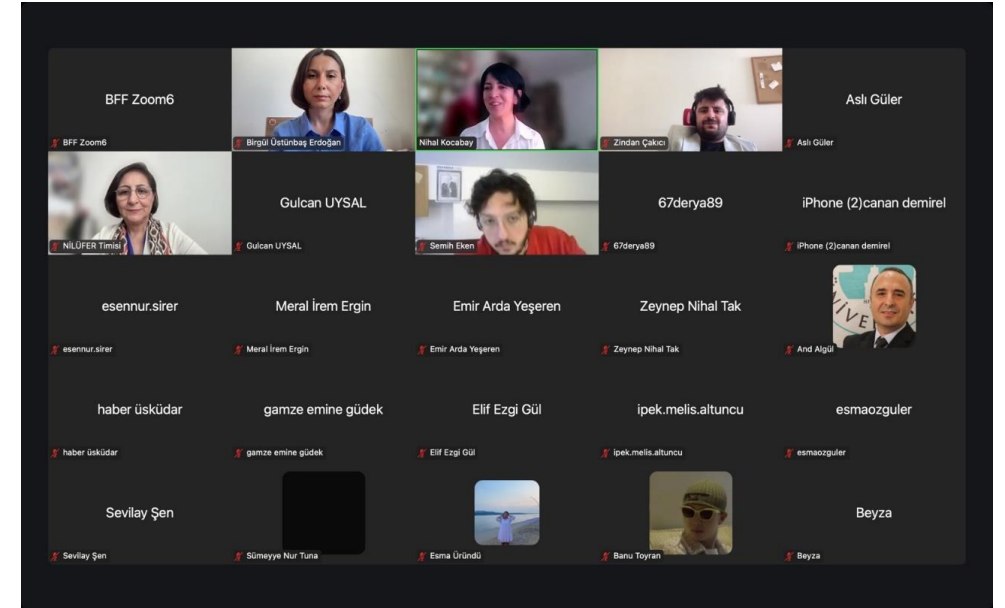 BFF Zoom6
BFF Zoom6
Birgül Üstünbaş Erdoğan
Nihal Kocabay
Zindan Çakıcı
Aslı Güler
Aslı Güler
NİLÜFER Timisi
Gulcan UYSAL
Gulcan UYSAL
Semih Eken
67derya89
67derya89
iPhone (2)canan demirel
iPhone (2)canan demirel
esennur.sirer
esennur.sirer
Meral İrem Ergin
Meral İrem Ergin
Emir Arda Yeşeren
Emir Arda Yeşeren
Zeynep Nihal Tak
Zeynep Nihal Tak
NİVE
And Algül
haber üsküdar
haber üsküdar
gamze emine güdek
gamze emine güdek
Elif Ezgi Gül
Elif Ezgi Gül
ipek.melis.altuncu
ipek.melis.altuncu
esmaozguler
esmaozguler
Sevilay Şen
Sevilay Şen
Sümeyye Nur Tuna
Esma Üründü
Banu Toyran
Beyza
Beyza